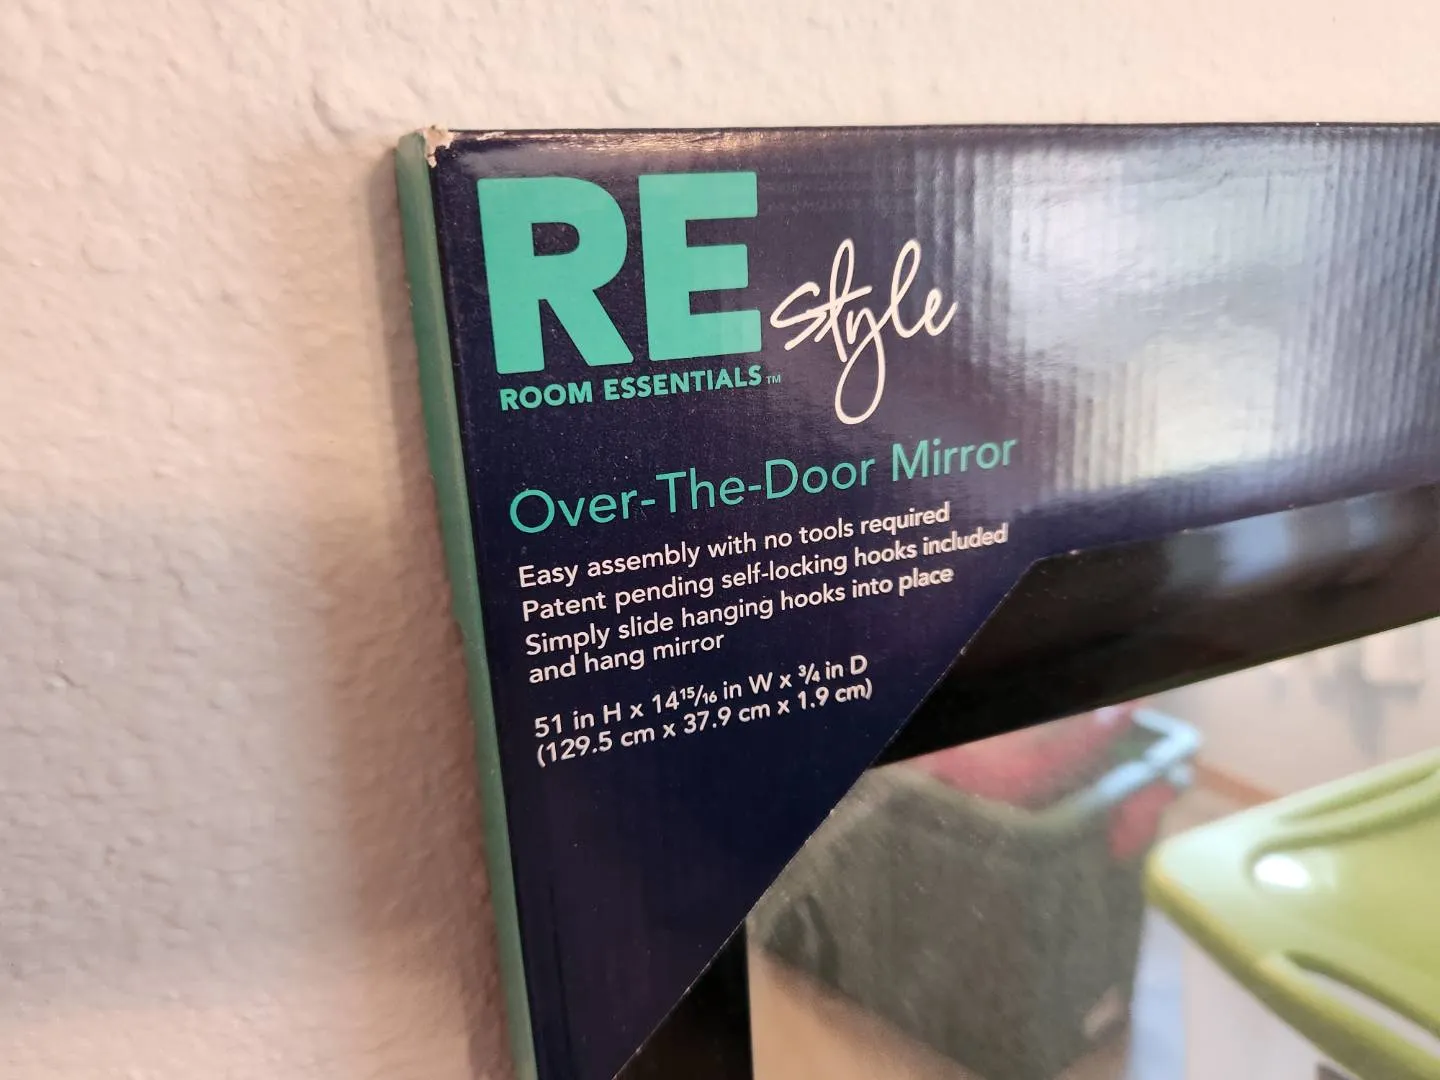 RE style
ROOM ESSENTIALS™
Over-The-Door Mirror
Easy assembly with no tools required
Patent pending self-locking hooks included
Simply slide hanging hooks into place
and hang mirror
51 in H x 14 15/16 in W x 3/4 in D
(129.5 cm x 37.9 cm x 1.9 cm)